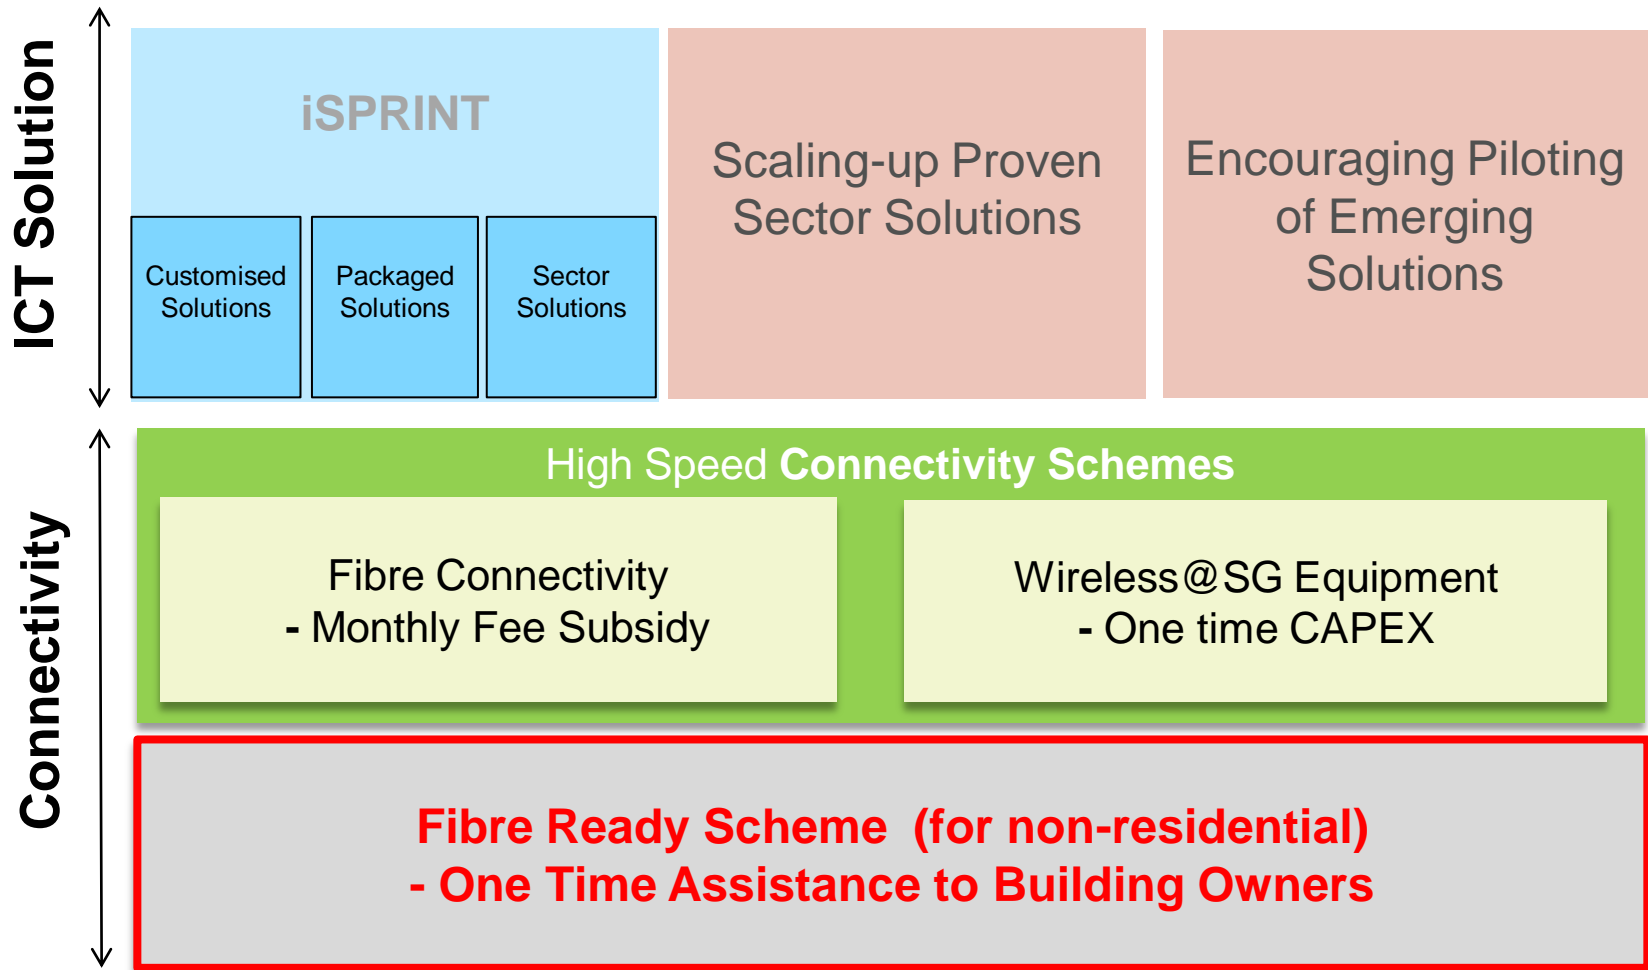 ICT Solution
iSPRINT
Customised
Solutions
Packaged
Solutions
Sector
Solutions
Scaling-up Proven
Sector Solutions
Encouraging Piloting
of Emerging
Solutions
Connectivity
High Speed Connectivity Schemes
Fibre Connectivity
- Monthly Fee Subsidy
Wireless@SG Equipment
- One time CAPEX
Fibre Ready Scheme (for non-residential)
- One Time Assistance to Building Owners